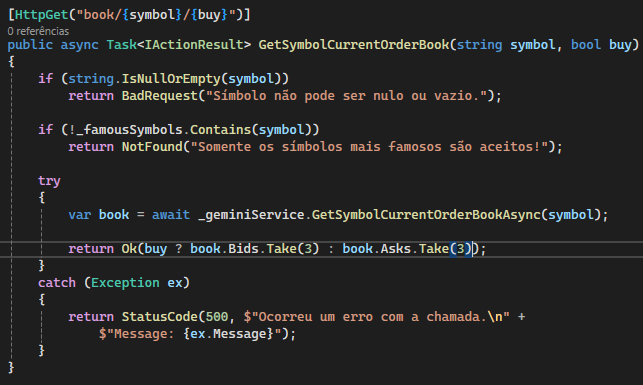 [HttpGet("book/{symbol}/{buy}")]
0 referências
public async Task<IActionResult> GetSymbolCurrentOrderBook(string symbol, bool buy)
{
    if (string.IsNullOrEmpty(symbol))
        return BadRequest("Símbolo não pode ser nulo ou vazio.");
    if (!_famousSymbols.Contains(symbol))
        return NotFound("Somente os símbolos mais famosos são aceitos!");
    try
    {
        var book = await _geminiService.GetSymbolCurrentOrderBookAsync(symbol);
        return Ok(buy ? book.Bids.Take(3) : book.Asks.Take(3));
    }
    catch (Exception ex)
    {
        return StatusCode(500, $"Ocorreu um erro com a chamada.\n" +
            $"Message: {ex.Message}");
    }
}